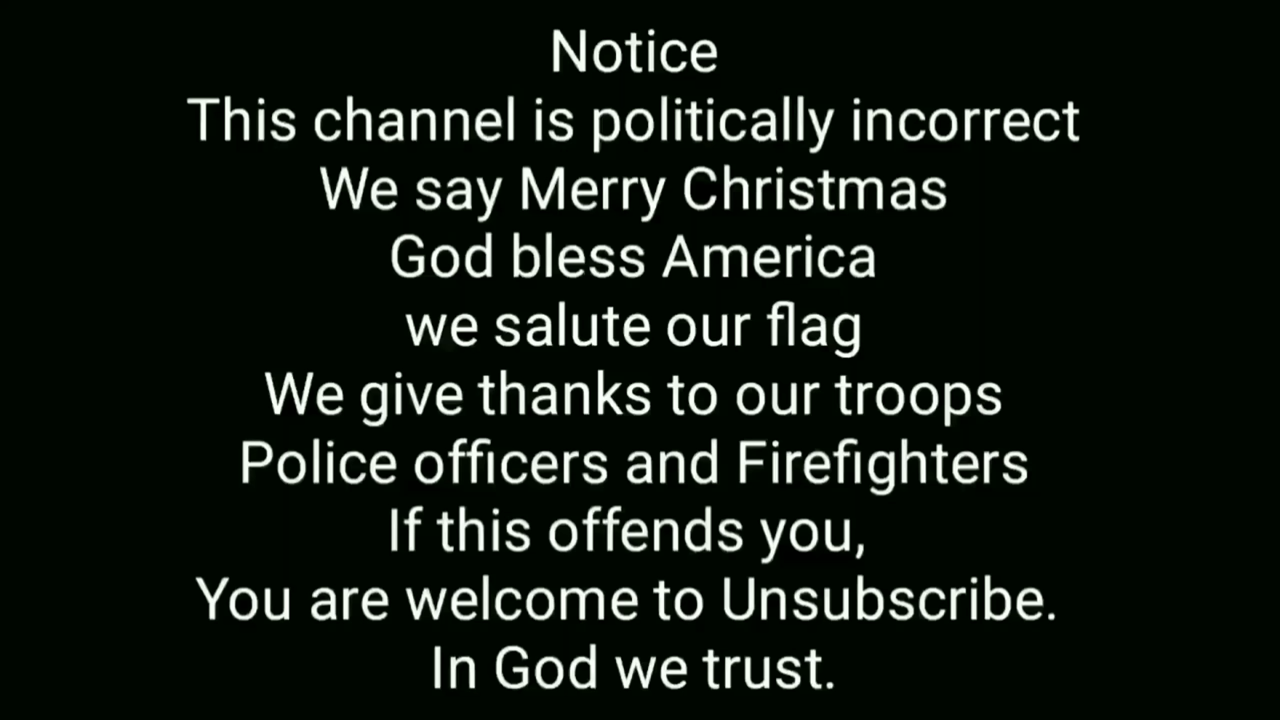 Notice
This channel is politically incorrect
We say Merry Christmas
God bless America
we salute our flag
We give thanks to our troops
Police officers and Firefighters
If this offends you,
You are welcome to Unsubscribe.
In God we trust.